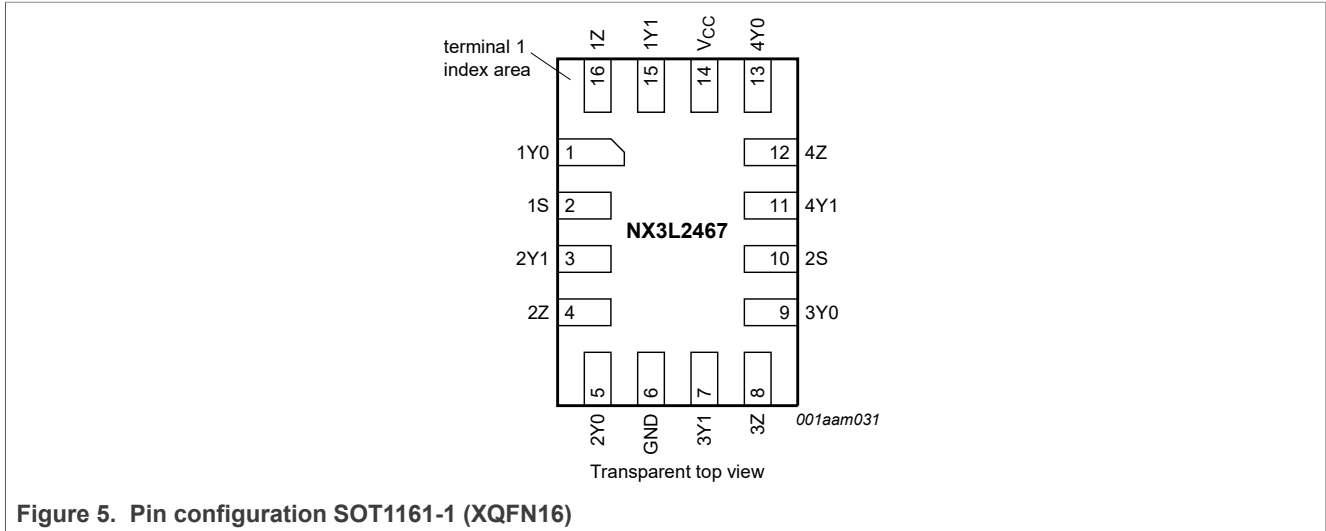 terminal 1
index area
1Z
1Y1
VCC
4Y0
16
15
14
13
1Y0 1
12 4Z
1S 2
11 4Y1
NX3L2467
2Y1 3
10 2S
2Z 4
9 3Y0
5
6
7
8
2Y0
GND
3Y1
3Z
001aam031
Transparent top view
Figure 5. Pin configuration SOT1161-1 (XQFN16)